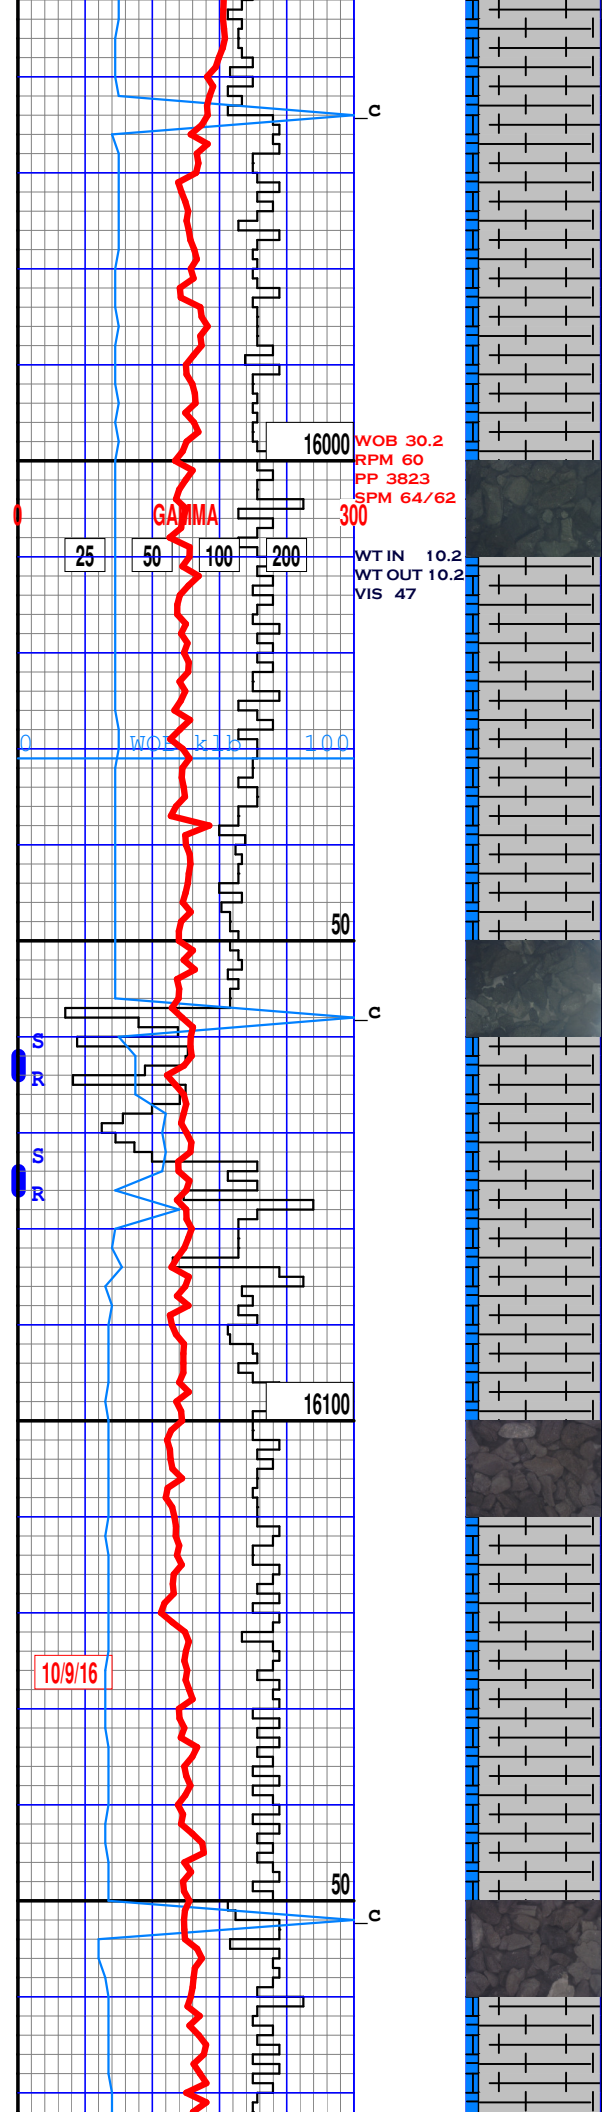 C
16000
WOB 30.2
RPM 60
PP 3823
SPM 64/62
0 GAMMA 300
25 50 100 200
WT IN 10.2
WT OUT 10.2
VIS 47
0 WOB klb 100
50
C
S
R
S
R
16100
10/9/16
50
C